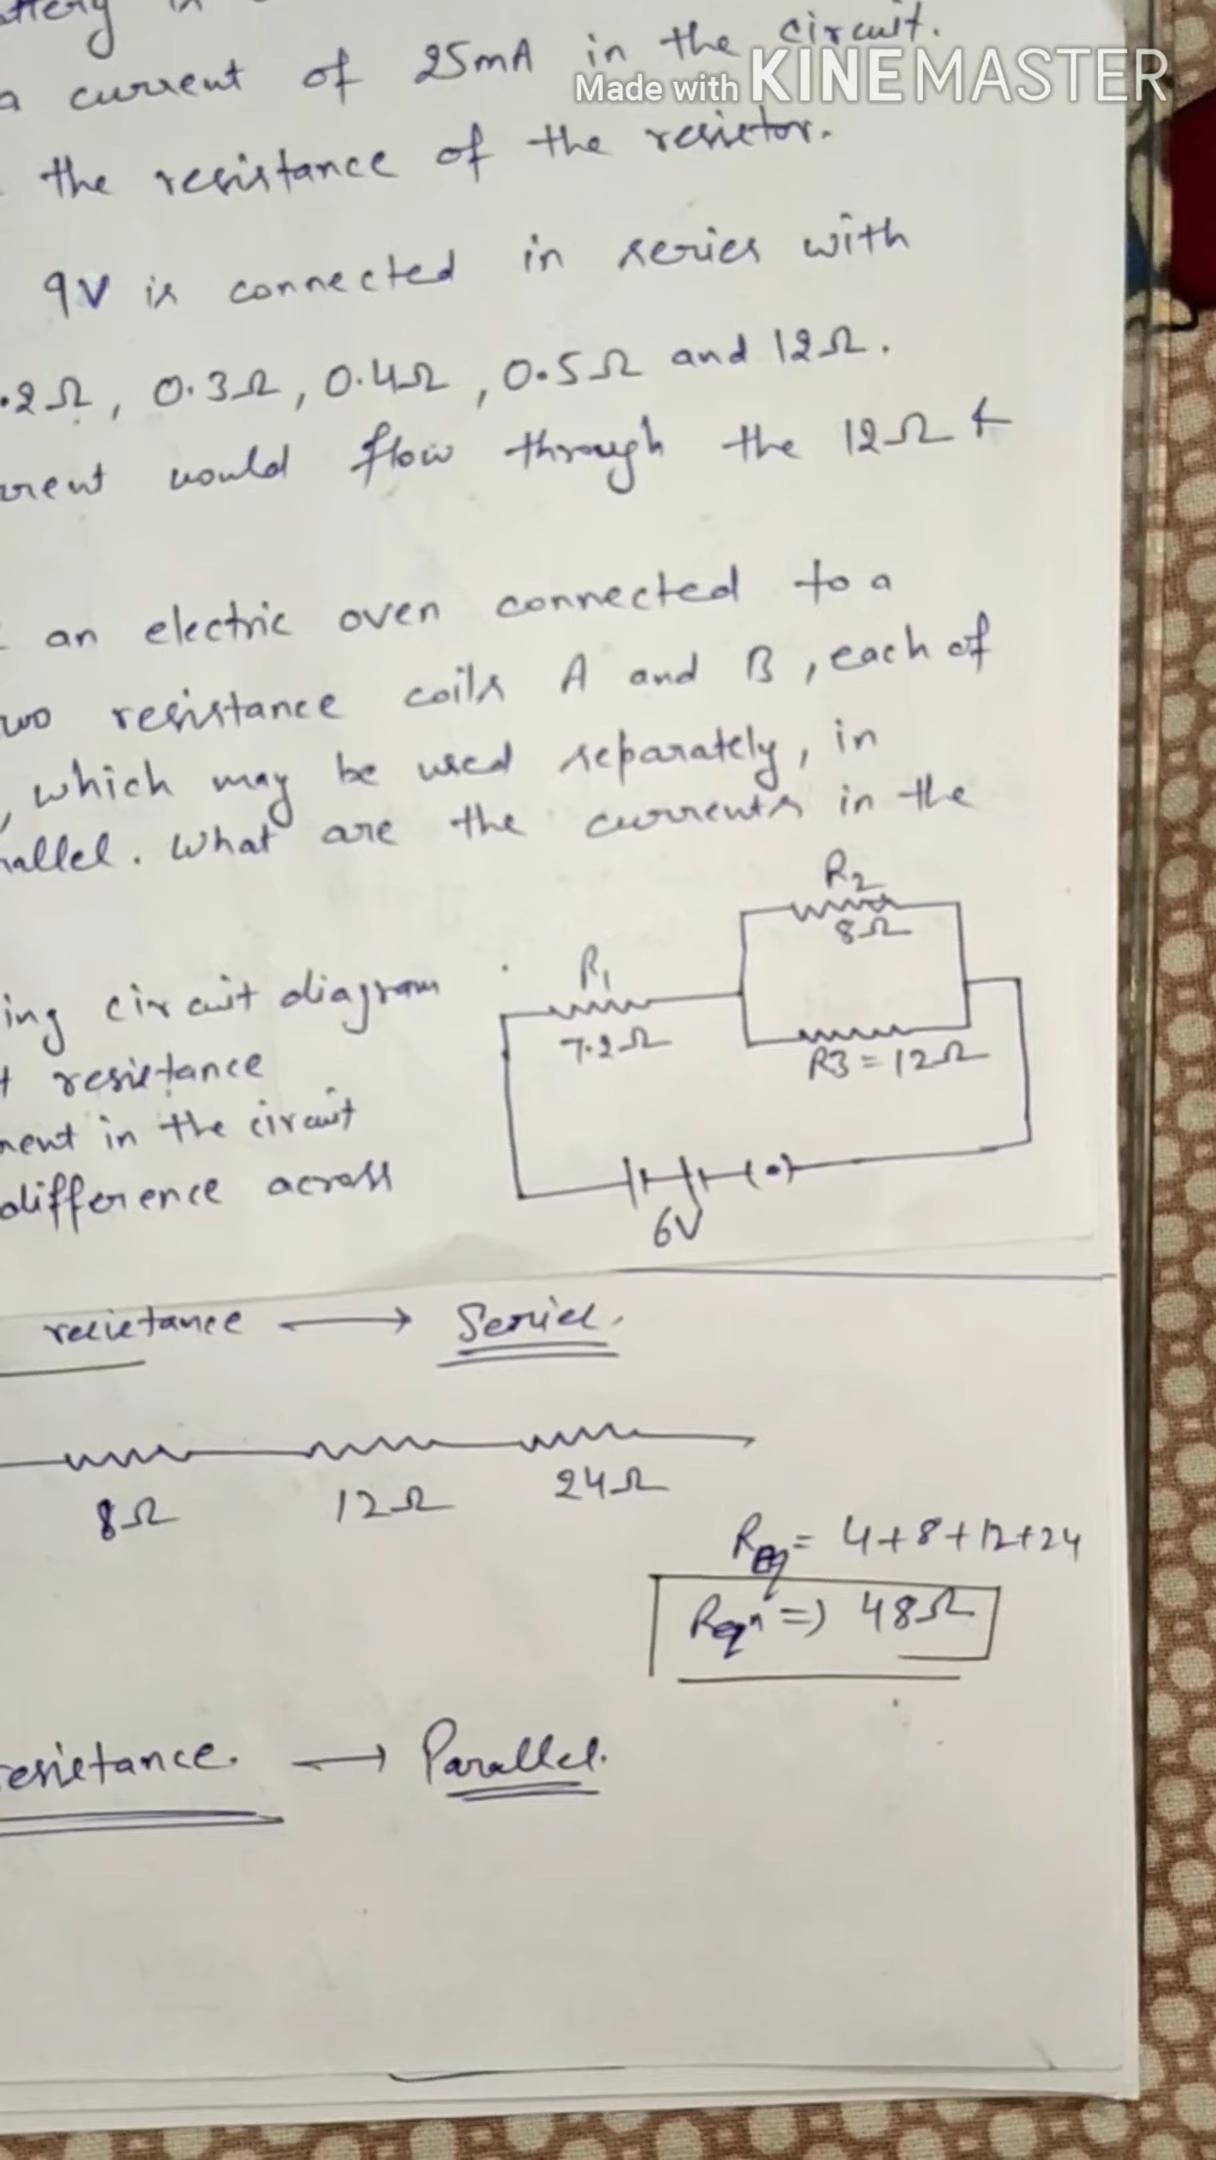 in
a current of 25mA in the circuit.
Made with KINEMASTER
the resistance of the resistor.
9V is connected in series with
.2Ω, 0.3Ω, 0.4Ω, 0.5Ω and 12Ω.
would flow through the 12Ω
an electric oven connected to a
resistance coils A and B, each of
, which may be used separately, in
. What are the currents in the
R2
8Ω
R1
7.2Ω
R3 = 12Ω
6V
circuit diagram
resistance
in the circuit
difference across
resistance → Series.
8Ω 12Ω 24Ω
Req = 4+8+12+24
Reqn => 48Ω
→ Parallel.